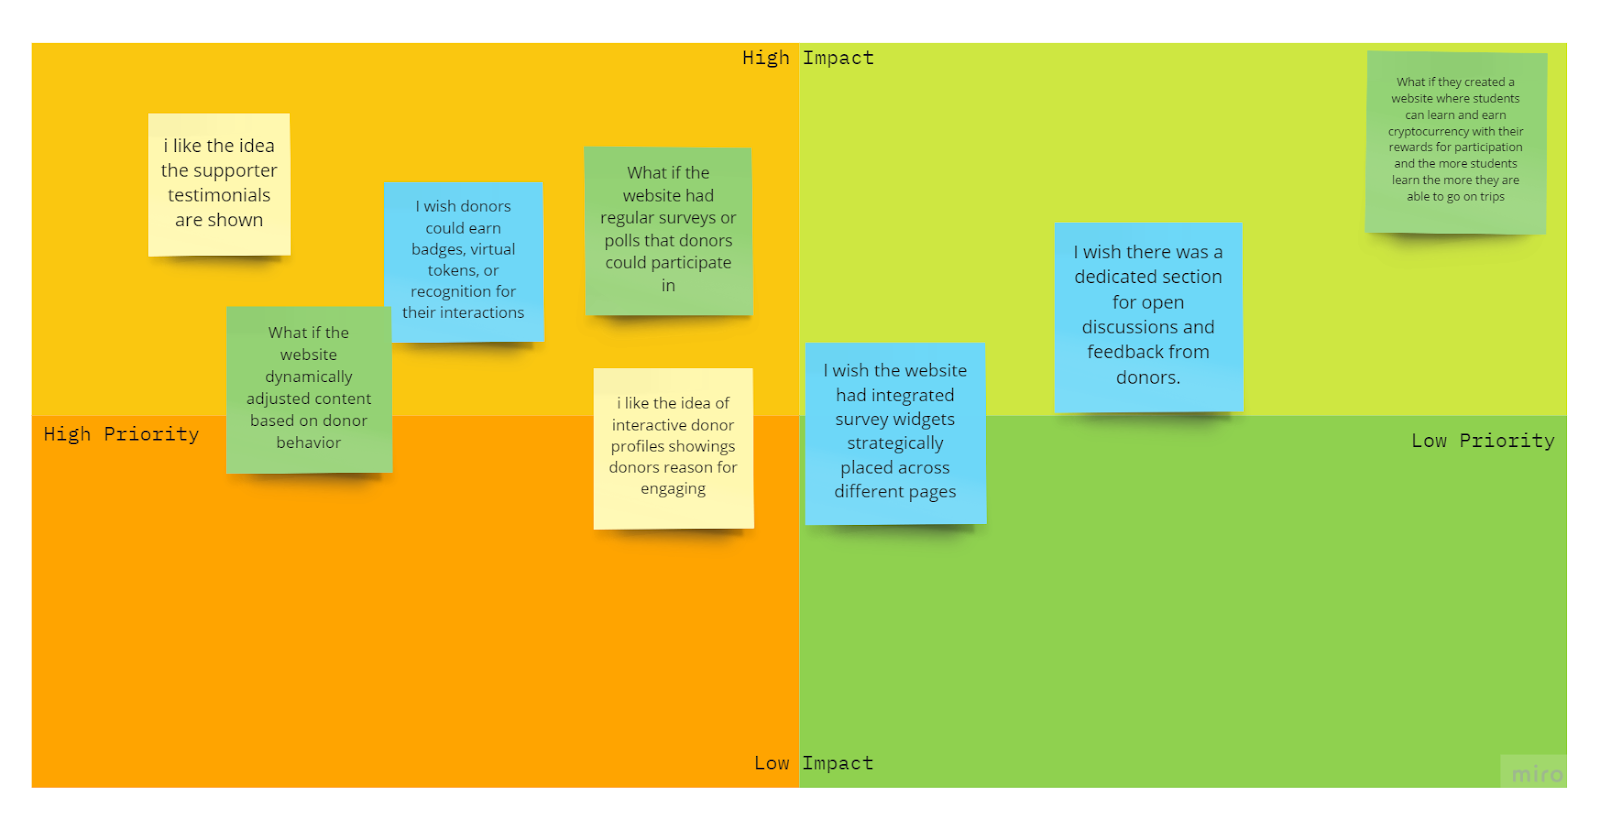 High Impact
i like the idea
the supporter
testimonials
are shown
I wish donors
could earn
badges, virtual
tokens, or
recognition for
their interactions
What if the
website had
regular surveys or
polls that donors
could participate
in
What if they created a
website where students
can learn and earn
cryptocurrency with their
rewards for participation
and the more students
learn the more they are
able to go on trips
I wish there was a
dedicated section
for open
discussions and
feedback from
donors.
What if the
website
dynamically
adjusted content
based on donor
behavior
i like the idea of
interactive donor
profiles showings
donors reason for
engaging
I wish the website
had integrated
survey widgets
strategically
placed across
different pages
High Priority
Low Priority
Low Impact
miro